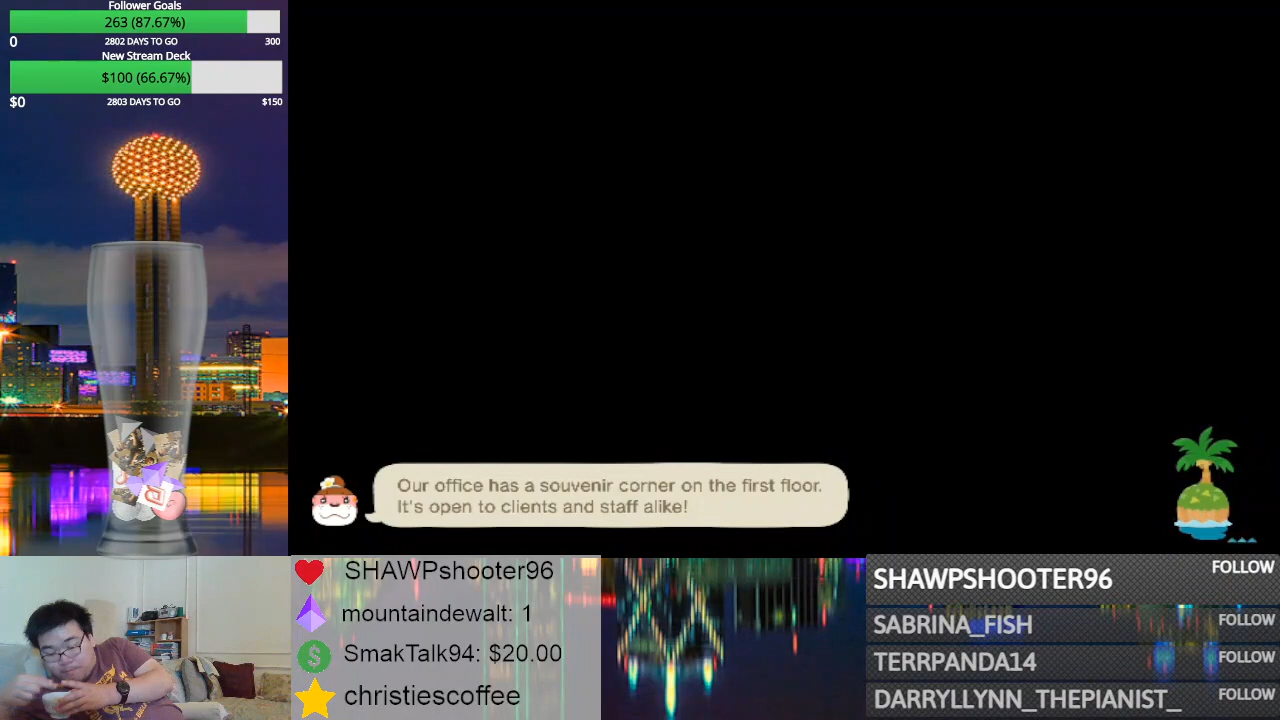 Follower Goals
263 (87.67%)
0 2802 DAYS TO GO 300
New Stream Deck
$100 (66.67%)
$0 2803 DAYS TO GO $150
Our office has a souvenir corner on the first floor.
It's open to clients and staff alike!
SHAWPshooter96
mountaindewalt: 1
SmakTalk94: $20.00
christiescoffee
SHAWPSHOOTER96 FOLLOW
SABRINA_FISH FOLLOW
TERRPANDA14 FOLLOW
DARRYLLYNN_THEPIANIST_ FOLLOW